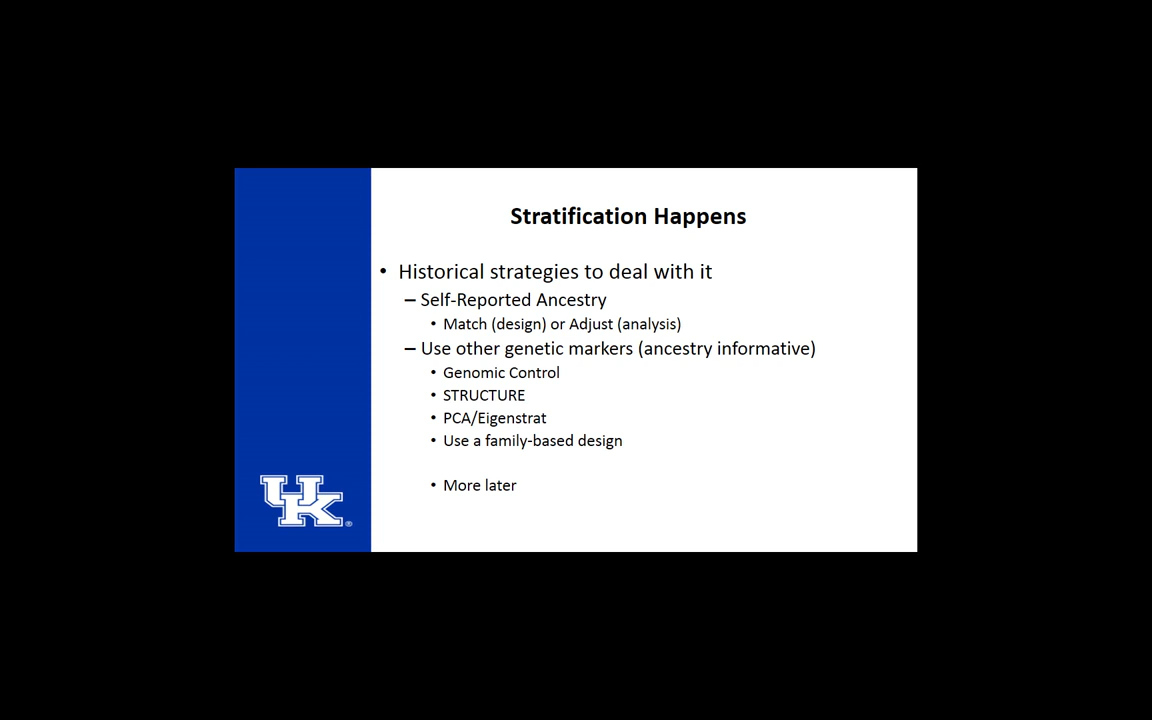 Stratification Happens
• Historical strategies to deal with it
– Self-Reported Ancestry
• Match (design) or Adjust (analysis)
– Use other genetic markers (ancestry informative)
• Genomic Control
• STRUCTURE
• PCA/Eigenstrat
• Use a family-based design
• More later
UK®